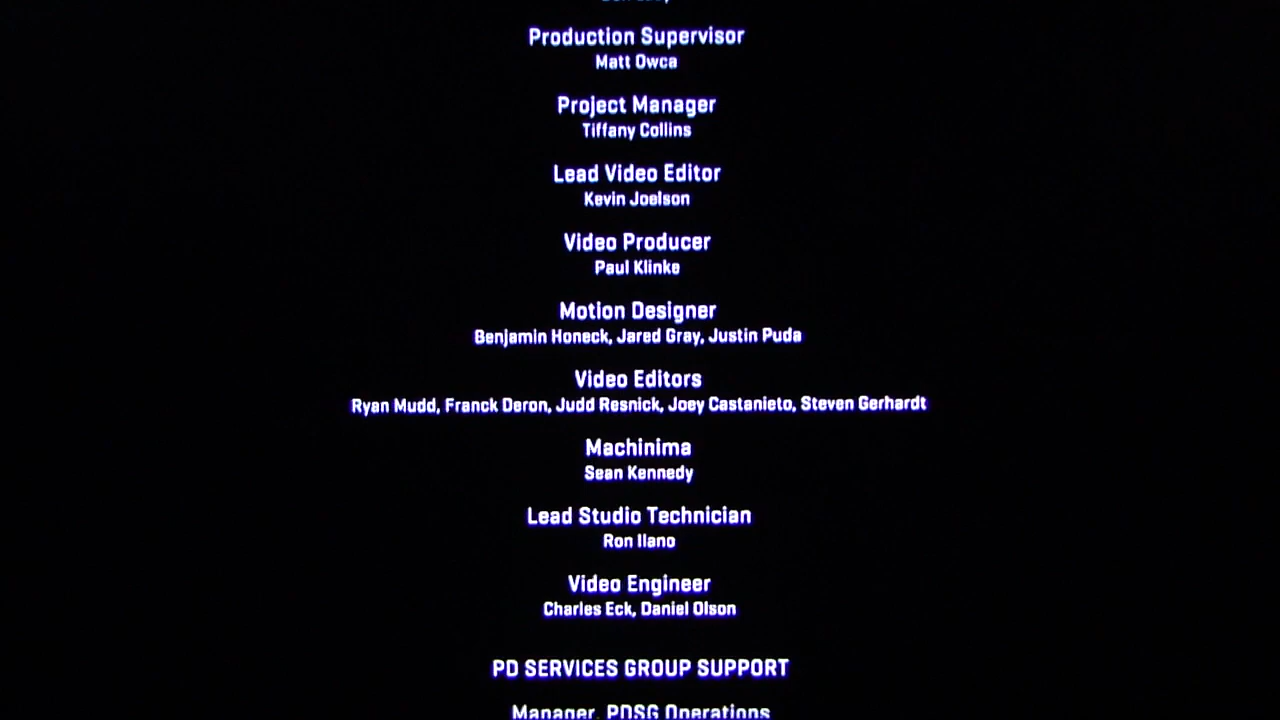 Production Supervisor
Matt Owca
Project Manager
Tiffany Collins
Lead Video Editor
Kevin Joelson
Video Producer
Paul Klinke
Motion Designer
Benjamin Honeck, Jared Gray, Justin Puda
Video Editors
Ryan Mudd, Franck Deron, Judd Resnick, Joey Castanieto, Steven Gerhardt
Machinima
Sean Kennedy
Lead Studio Technician
Ron Ilano
Video Engineer
Charles Eck, Daniel Olson
PD SERVICES GROUP SUPPORT
Manager, PDSG Operations